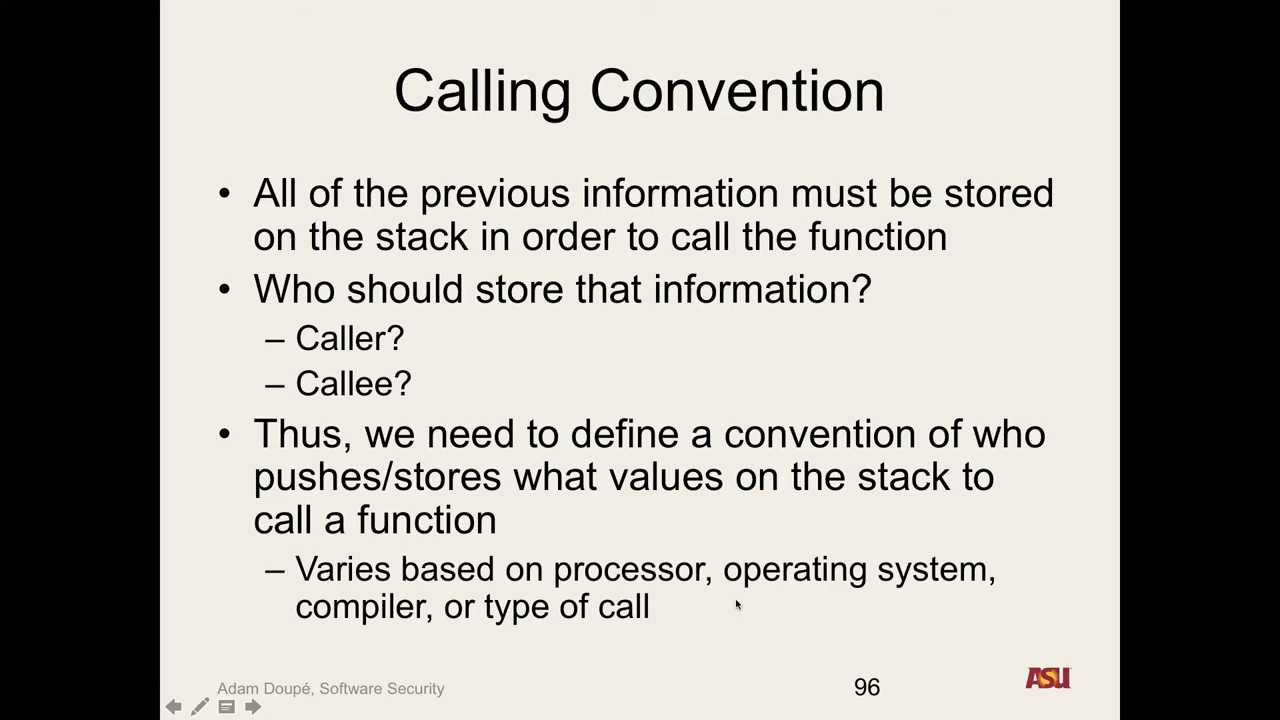 Calling Convention
• All of the previous information must be stored
on the stack in order to call the function
• Who should store that information?
– Caller?
– Callee?
• Thus, we need to define a convention of who
pushes/stores what values on the stack to
call a function
– Varies based on processor, operating system,
compiler, or type of call
Adam Doupé, Software Security
96
ASU